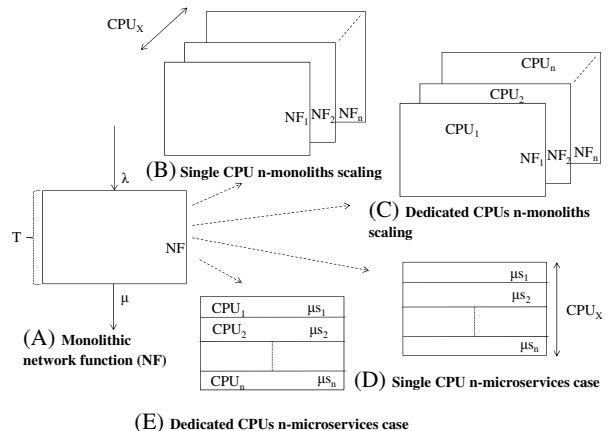 CPUX
NF1 NF2 NFn
(B) Single CPU n-monoliths scaling
CPUn
CPU2
CPU1
NF1 NF2 NFn
(C) Dedicated CPUs n-monoliths
scaling
λ
T
NF
μ
(A) Monolithic
network function (NF)
CPU1 μs1
CPU2 μs2
CPUn μsn
(E) Dedicated CPUs n-microservices case
μs1
μs2
μsn
CPUX
(D) Single CPU n-microservices case